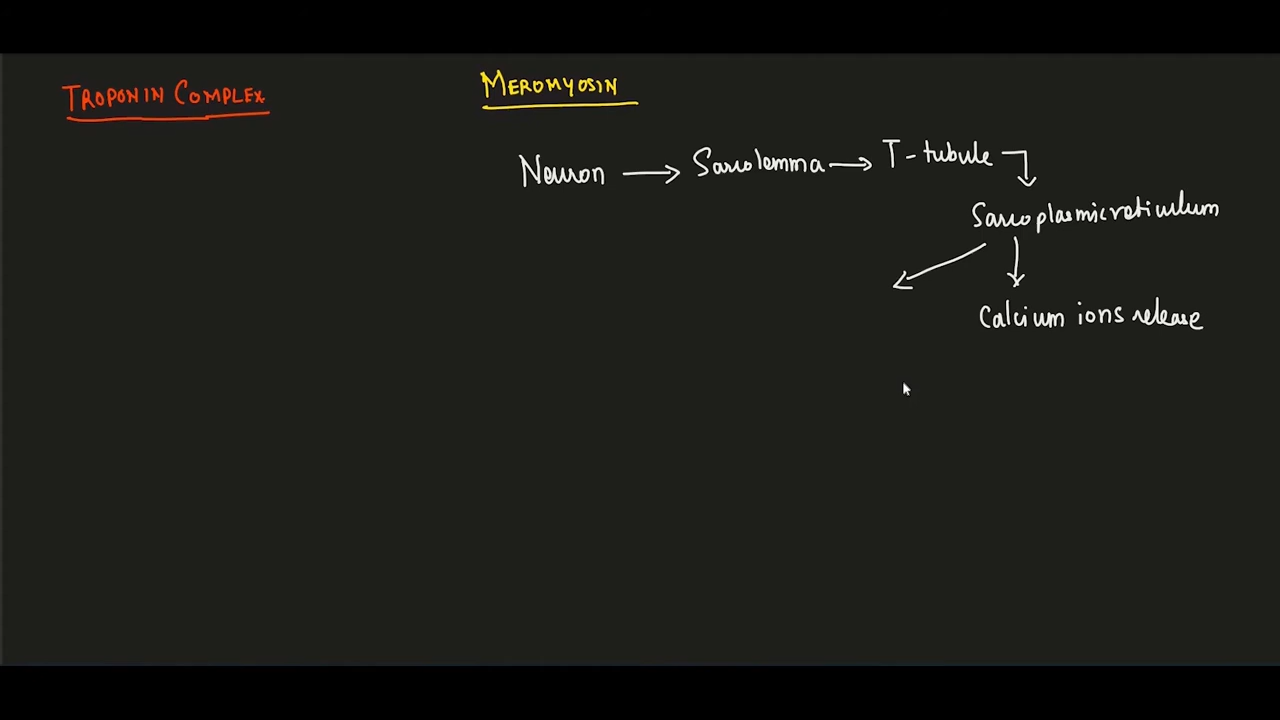 TROPONIN COMPLEX
MEROMYOSIN
Neuron → Sarcolemma → T-tubule
Sarcoplasmic reticulum
Calcium ions release